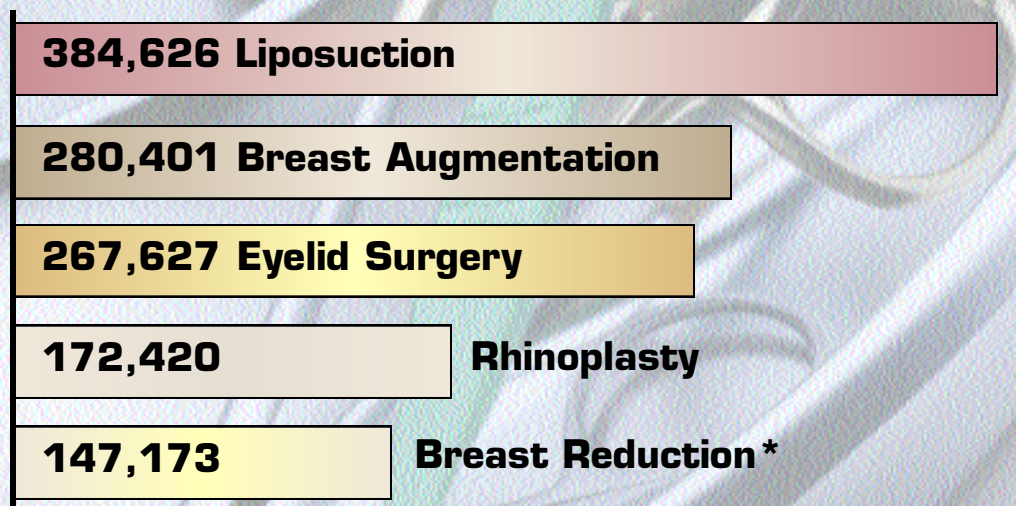 384,626 Liposuction
280,401 Breast Augmentation
267,627 Eyelid Surgery
172,420 Rhinoplasty
147,173 Breast Reduction*